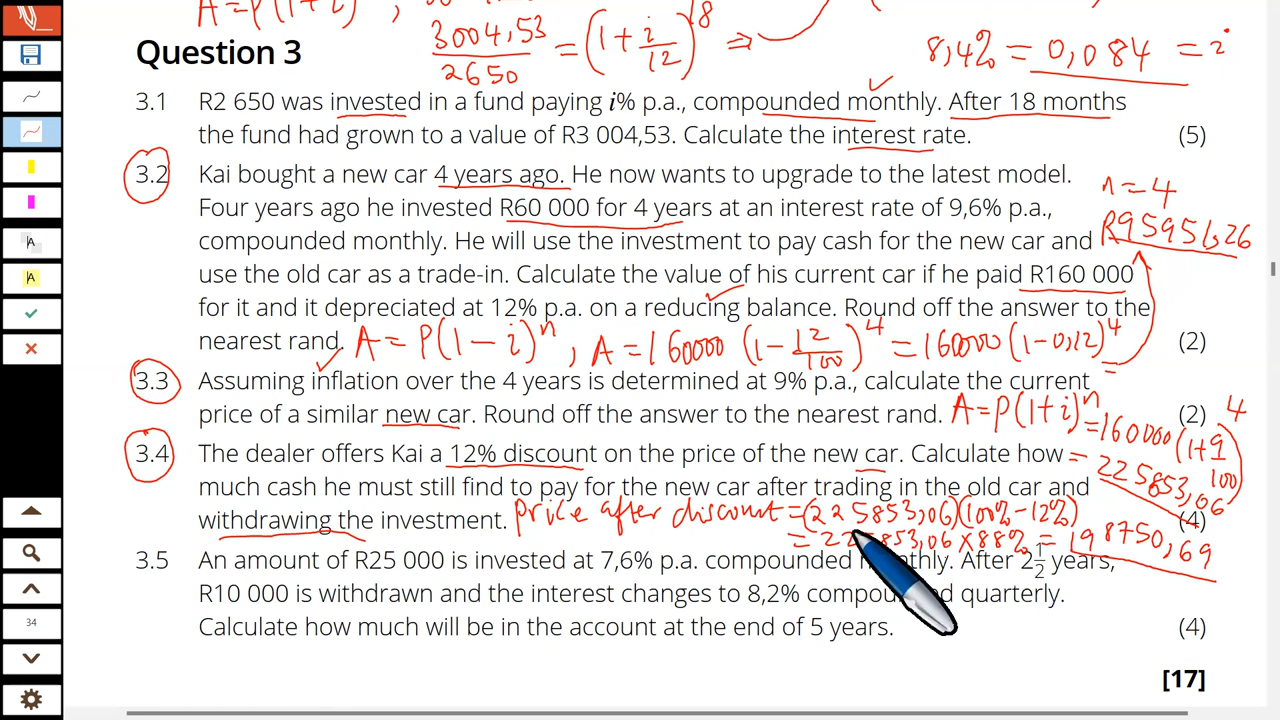 A = P(1+i)
3004,53 / 2650 = (1 + i/12)^18 ⇒
8,4% = 0,084 = i
Question 3
3.1 R2 650 was invested in a fund paying i% p.a., compounded monthly. After 18 months
the fund had grown to a value of R3 004,53. Calculate the interest rate. (5)
3.2 Kai bought a new car 4 years ago. He now wants to upgrade to the latest model.
n = 4
Four years ago he invested R60 000 for 4 years at an interest rate of 9,6% p.a.,
R95951,26
compounded monthly. He will use the investment to pay cash for the new car and
use the old car as a trade-in. Calculate the value of his current car if he paid R160 000
for it and it depreciated at 12% p.a. on a reducing balance. Round off the answer to the
nearest rand. (2)
A = P(1 - i)^n, A = 160000 (1 - 12/100)^4 = 160000 (1 - 0,12)^4
=
3.3 Assuming inflation over the 4 years is determined at 9% p.a., calculate the current
price of a similar new car. Round off the answer to the nearest rand. (2)
A = P(1+i)^n
= 160000 (1 + 9/100)^4
= 225853,06
3.4 The dealer offers Kai a 12% discount on the price of the new car. Calculate how
much cash he must still find to pay for the new car after trading in the old car and
withdrawing the investment. (4)
price after discount = (225853,06)(100% - 12%)
= 225853,06 × 88% = 198750,69
3.5 An amount of R25 000 is invested at 7,6% p.a. compounded monthly. After 2 1/2 years,
R10 000 is withdrawn and the interest changes to 8,2% compounded quarterly.
Calculate how much will be in the account at the end of 5 years. (4)
[17]
34